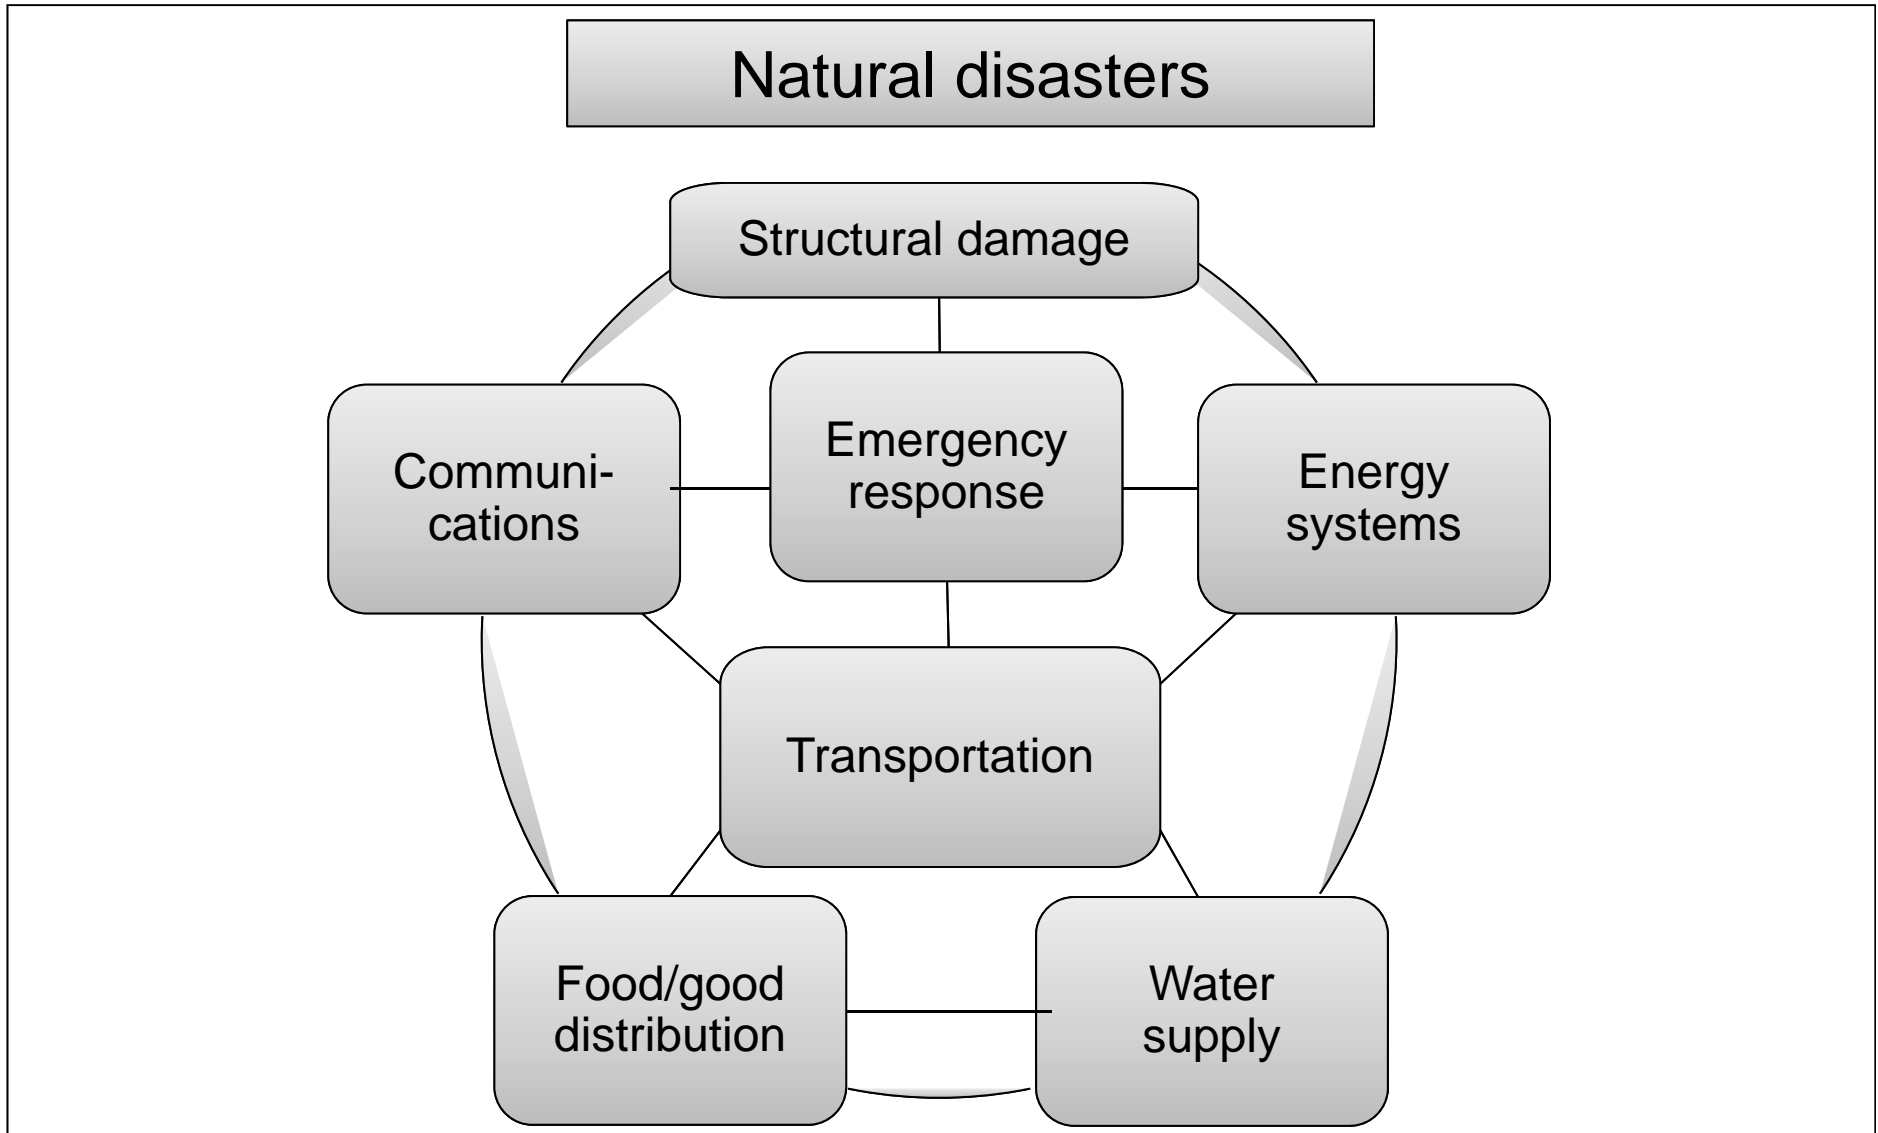 Natural disasters
Structural damage
Communi-
cations
Emergency
response
Energy
systems
Transportation
Food/good
distribution
Water
supply